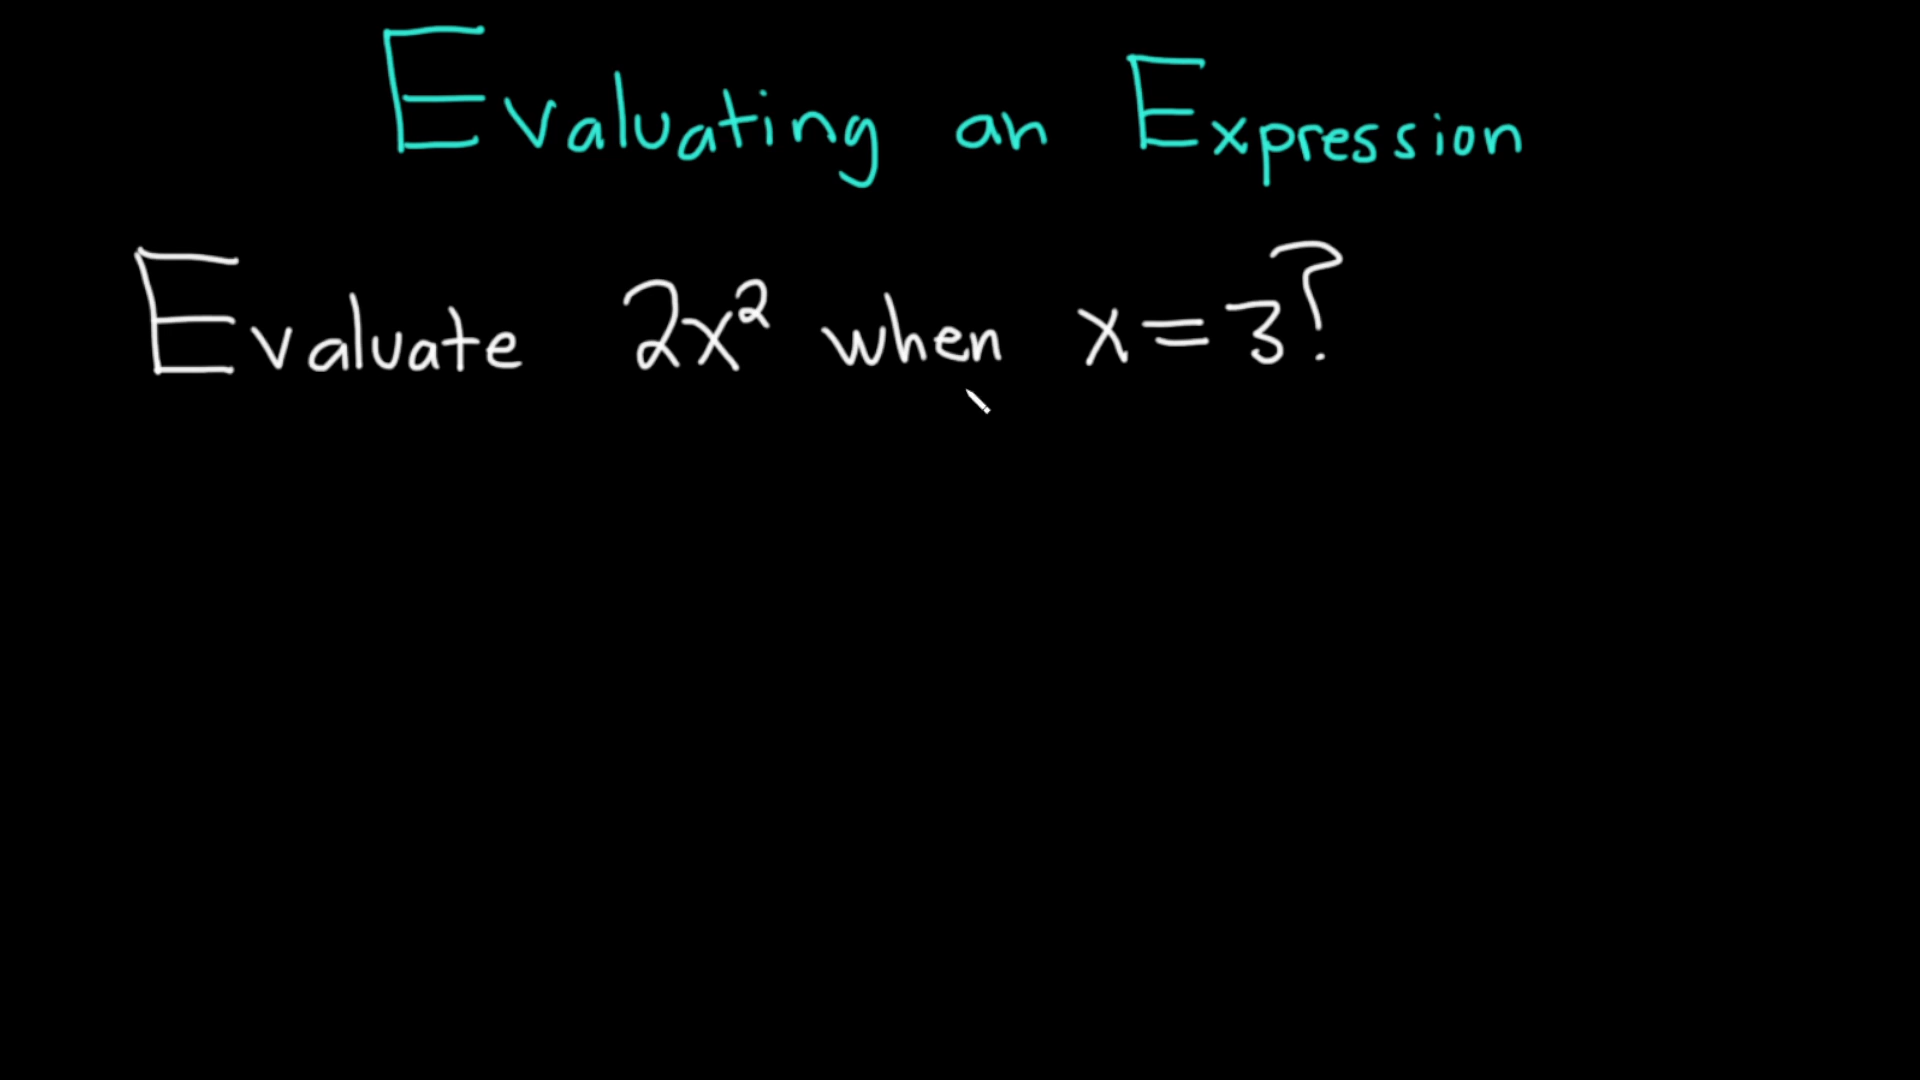 Evaluating an Expression
Evaluate 2x² when x=3?